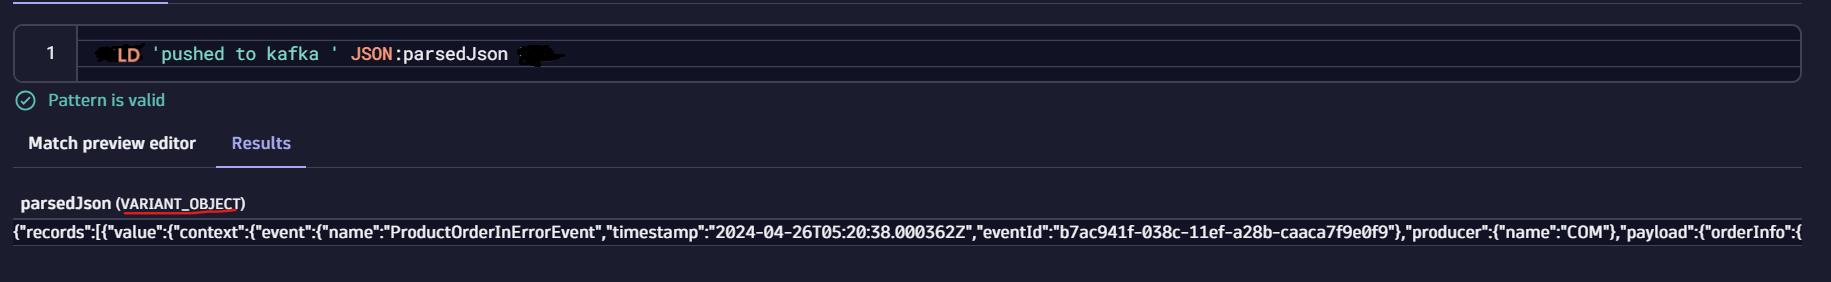 1 LD 'pushed to kafka ' JSON:parsedJson
Pattern is valid
Match preview editor Results
parsedJson (VARIANT_OBJECT)
{"records":[{"value":{"context":{"event":{"name":"ProductOrderInErrorEvent","timestamp":"2024-04-26T05:20:38.000362Z","eventId":"b7ac941f-038c-11ef-a28b-caaca7f9e0f9"},"producer":{"name":"COM"},"payload":{"orderInfo":{